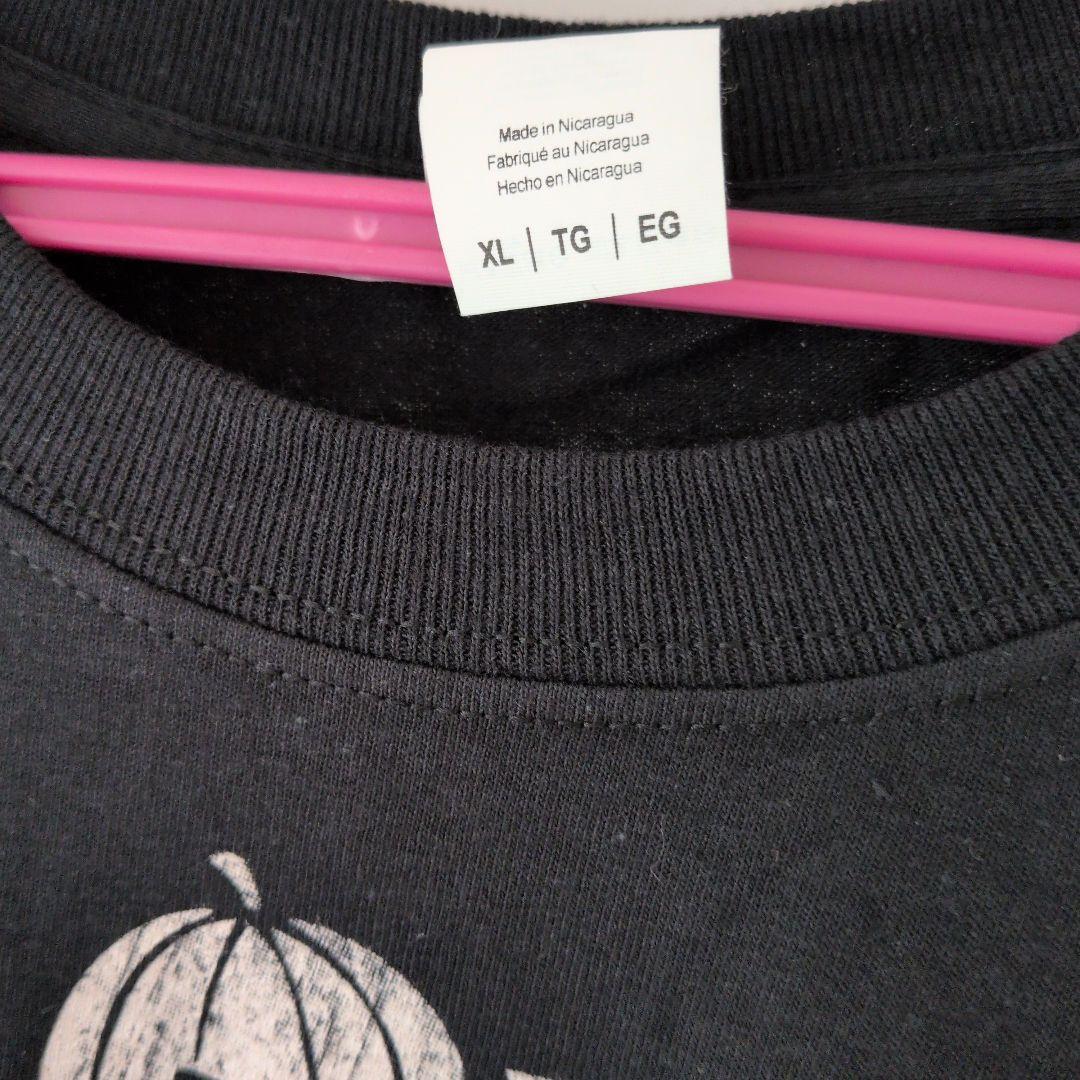 Made in Nicaragua
Fabriqué au Nicaragua
Hecho en Nicaragua
XL | TG | EG